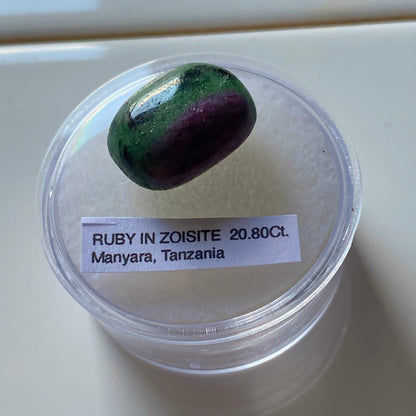 RUBY IN ZOISITE 20.80Ct.
Manyara, Tanzania